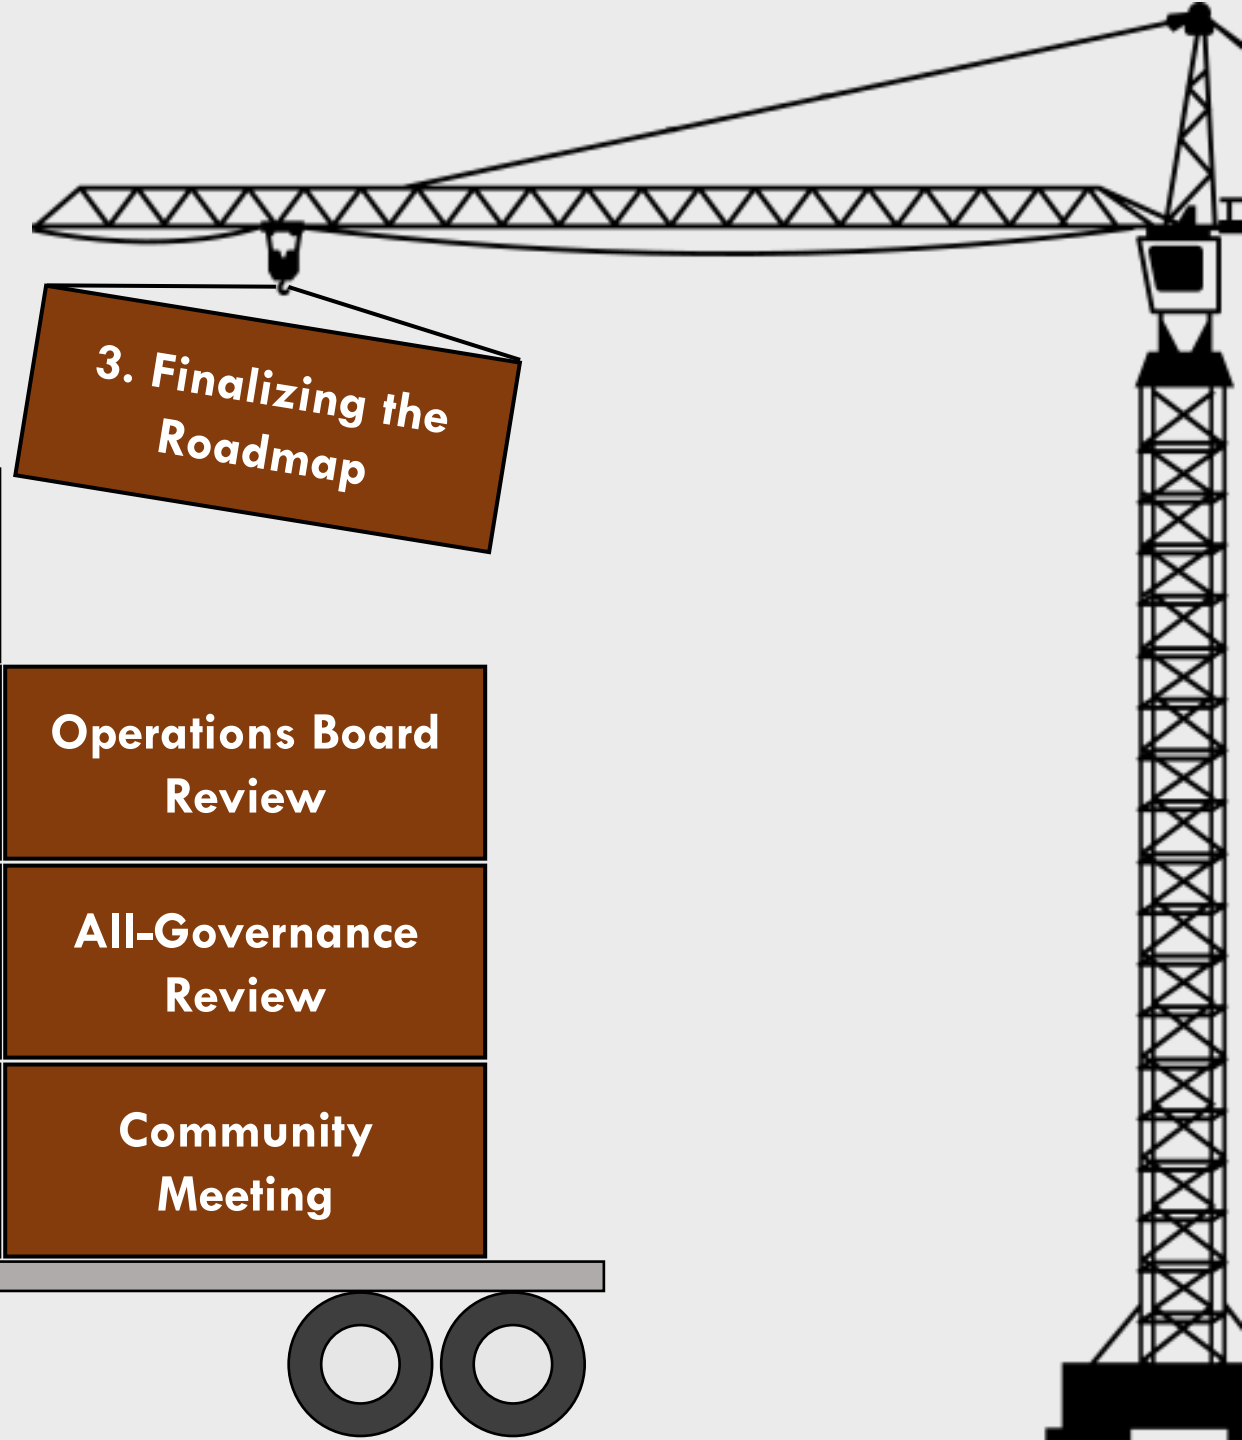 3. Finalizing the
Roadmap
Operations Board
Review
All-Governance
Review
Community
Meeting